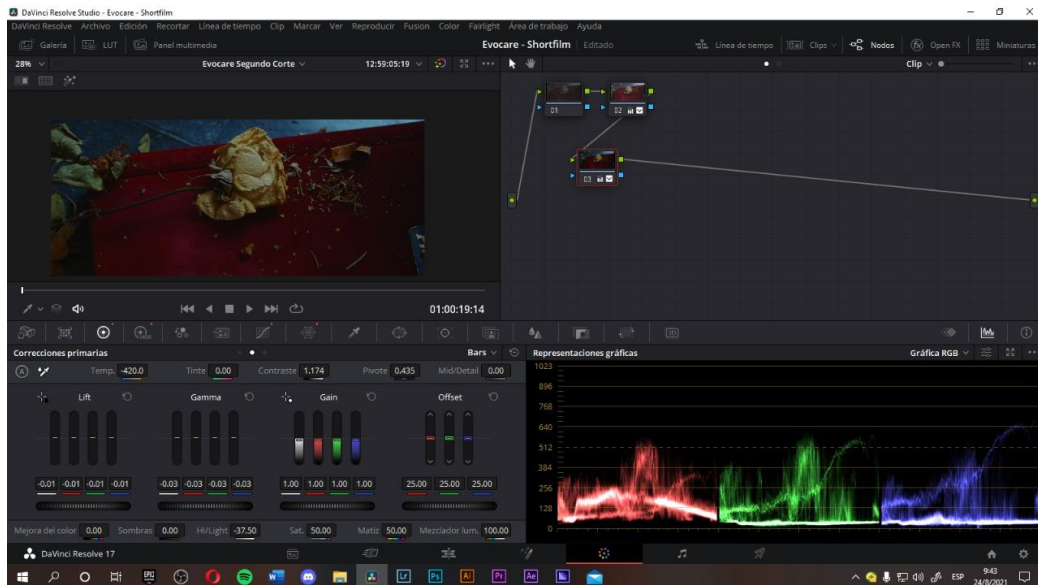 DaVinci Resolve Studio - Evocare - Shortfilm
DaVinci Resolve Archivo Edición Recortar Línea de tiempo Clip Marcar Ver Reproducir Fusion Color Fairlight Área de trabajo Ayuda
Galería LUT Panel multimedia Evocare - Shortfilm Editado Línea de tiempo Clips Nodos Open FX Miniaturas
28% Evocare Segundo Corte 12:59:05:19 Clip
01 02
03
01:00:19:14
Correcciones primarias Bars Representaciones gráficas Gráfica RGB
A Temp. -420.0 Tinte 0.00 Contraste 1.174 Pivote 0.435 Mid/Detail 0.00
Lift Gamma Gain Offset
-0.01 -0.01 -0.01 -0.01 -0.03 -0.03 -0.03 -0.03 1.00 1.00 1.00 1.00 25.00 25.00 25.00
Mejora del color 0.00 Sombras 0.00 Hi/Light -37.50 Sat. 50.00 Matiz 50.00 Mezclador lum. 100.00
1023
896
768
640
512
384
256
128
0
DaVinci Resolve 17
EPIC Lr Ps Ai Pr Ae ESP 9:43
24/8/2021